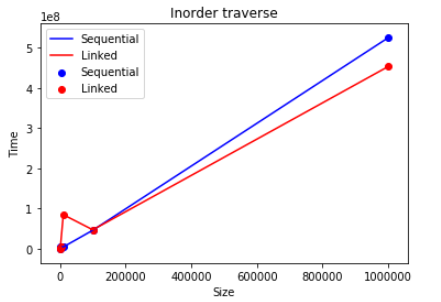 Inorder traverse
1e8
Sequential
Linked
Sequential
Linked
5
4
3
2
1
0
Time
0
200000
400000
600000
800000
1000000
Size